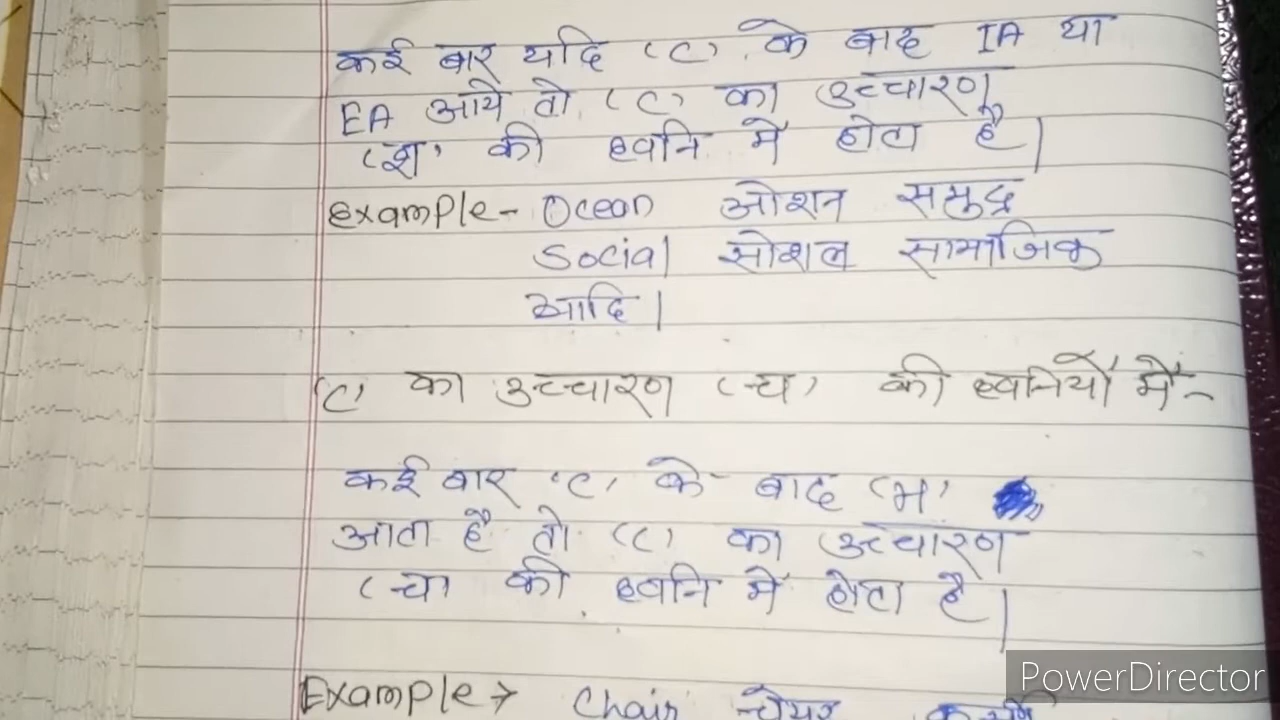 कई बार यदि 'C' के बाद IA या
EA आये तो 'C' का उच्चारण
'श' की ध्वनि में होता है।
Example- Ocean ओशन समुद्र
Social सोशल सामाजिक
आदि।
'C' का उच्चारण 'च' की ध्वनियों में-
कई बार 'C' के बाद 'H'
आता है तो 'C' का उच्चारण
'च' की ध्वनि में होता है।
Example → Chair चेयर
PowerDirector